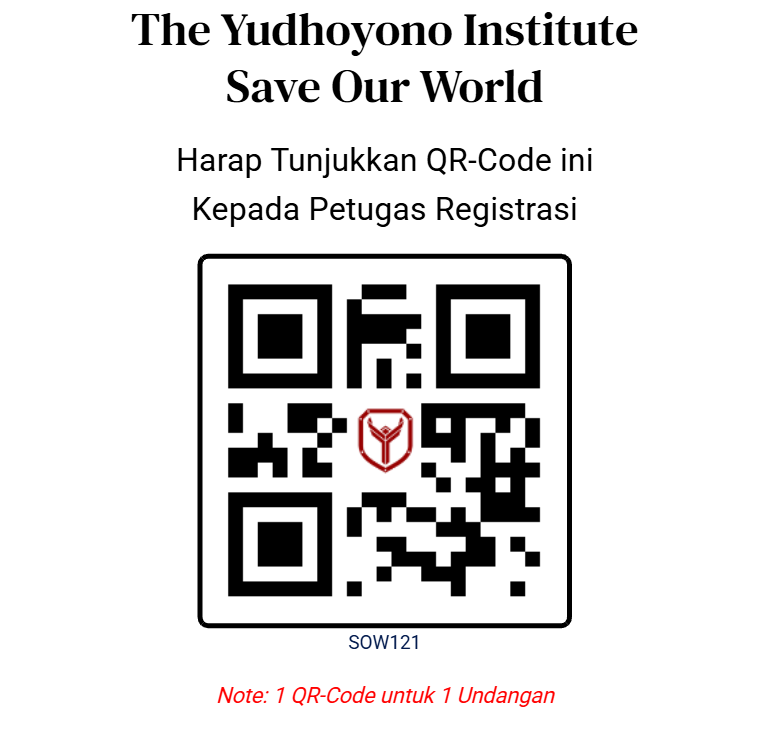 The Yudhoyono Institute
Save Our World
Harap Tunjukkan QR-Code ini
Kepada Petugas Registrasi
SOW121
Note: 1 QR-Code untuk 1 Undangan